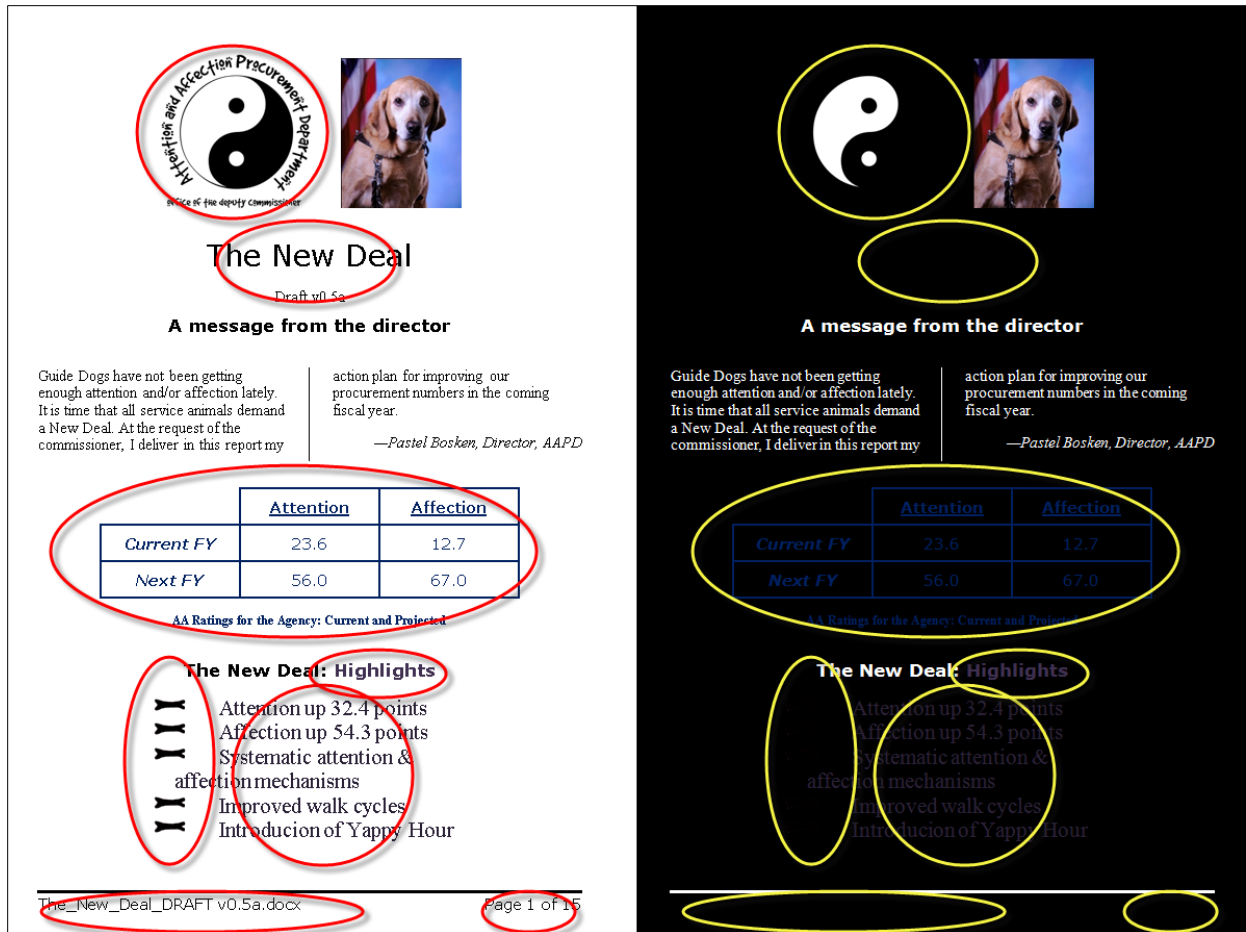 Attention and Affection Procurement Department
office of the deputy commissioner
The New Deal
Draft v0.5a
A message from the director
Guide Dogs have not been getting
enough attention and/or affection lately.
It is time that all service animals demand
a New Deal. At the request of the
commissioner, I deliver in this report my
action plan for improving our
procurement numbers in the coming
fiscal year.
—Pastel Bosken, Director, AAPD
Attention Affection
Current FY 23.6 12.7
Next FY 56.0 67.0
AA Ratings for the Agency: Current and Projected
The New Deal: Highlights
Attention up 32.4 points
Affection up 54.3 points
Systematic attention &
affection mechanisms
Improved walk cycles
Introducion of Yappy Hour
The_New_Deal_DRAFT v0.5a.docx Page 1 of 15
A message from the director
Guide Dogs have not been getting
enough attention and/or affection lately.
It is time that all service animals demand
a New Deal. At the request of the
commissioner, I deliver in this report my
action plan for improving our
procurement numbers in the coming
fiscal year.
—Pastel Bosken, Director, AAPD
Attention Affection
Current FY 23.6 12.7
Next FY 56.0 67.0
AA Ratings for the Agency: Current and Projected
The New Deal: Highlights
Attention up 32.4 points
Affection up 54.3 points
Systematic attention &
affection mechanisms
Improved walk cycles
Introducion of Yappy Hour